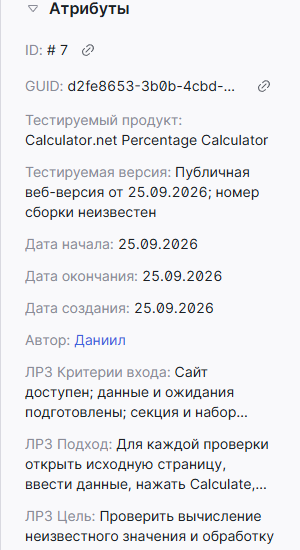 Атрибуты
ID: # 7
GUID: d2fe8653-3b0b-4cbd-...
Тестируемый продукт:
Calculator.net Percentage Calculator
Тестируемая версия: Публичная
веб-версия от 25.09.2026; номер
сборки неизвестен
Дата начала: 25.09.2026
Дата окончания: 25.09.2026
Дата создания: 25.09.2026
Автор: Даниил
ЛР3 Критерии входа: Сайт
доступен; данные и ожидания
подготовлены; секция и набор...
ЛР3 Подход: Для каждой проверки
открыть исходную страницу,
ввести данные, нажать Calculate,...
ЛР3 Цель: Проверить вычисление
неизвестного значения и обработку